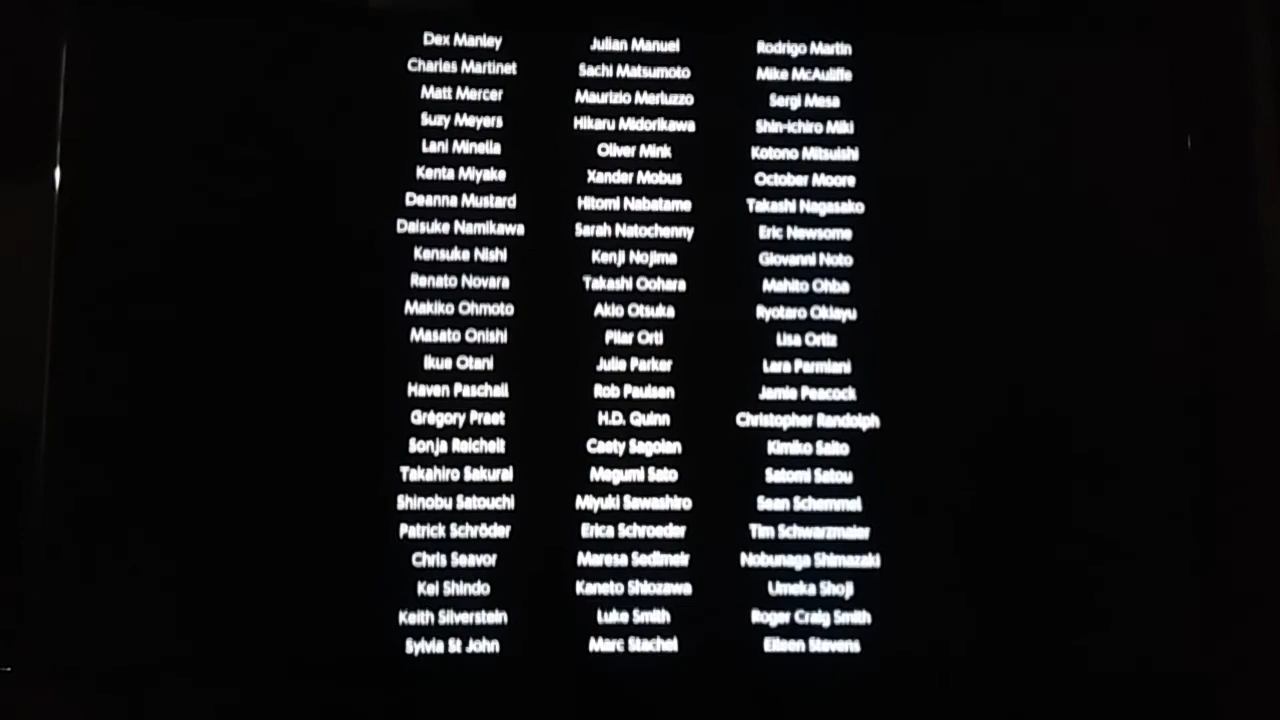 Dex Manley Julian Manuel Rodrigo Martin
Charles Martinet Sachi Matsumoto Mike McAuliffe
Matt Mercer Maurizio Merluzzo Sergi Mesa
Suzy Meyers Hikaru Midorikawa Shin-ichiro Miki
Lani Minella Oliver Mink Kotono Mitsuishi
Kenta Miyake Xander Mobus October Moore
Deanna Mustard Hitomi Nabatame Takashi Nagasako
Daisuke Namikawa Sarah Natochenny Eric Newsome
Kensuke Nishi Kenji Nojima Giovanni Noto
Renato Novara Takashi Oohara Mahito Ohba
Makiko Ohmoto Akio Otsuka Ryotaro Okiayu
Masato Onishi Pilar Orti Lisa Ortiz
Ikue Otani Julie Parker Lara Parmiani
Haven Paschall Rob Paulsen Jamie Peacock
Grégory Praet H.D. Quinn Christopher Randolph
Sonja Reichelt Casty Sagoian Kimiko Saito
Takahiro Sakurai Megumi Sato Satomi Satou
Shinobu Satouchi Miyuki Sawashiro Sean Schemmel
Patrick Schröder Erica Schroeder Tim Schwarzmaier
Chris Seavor Maresa Sedlmeir Nobunaga Shimazaki
Kei Shindo Kaneto Shiozawa Umeka Shoji
Keith Silverstein Luke Smith Roger Craig Smith
Sylvia St John Marc Stachel Eileen Stevens